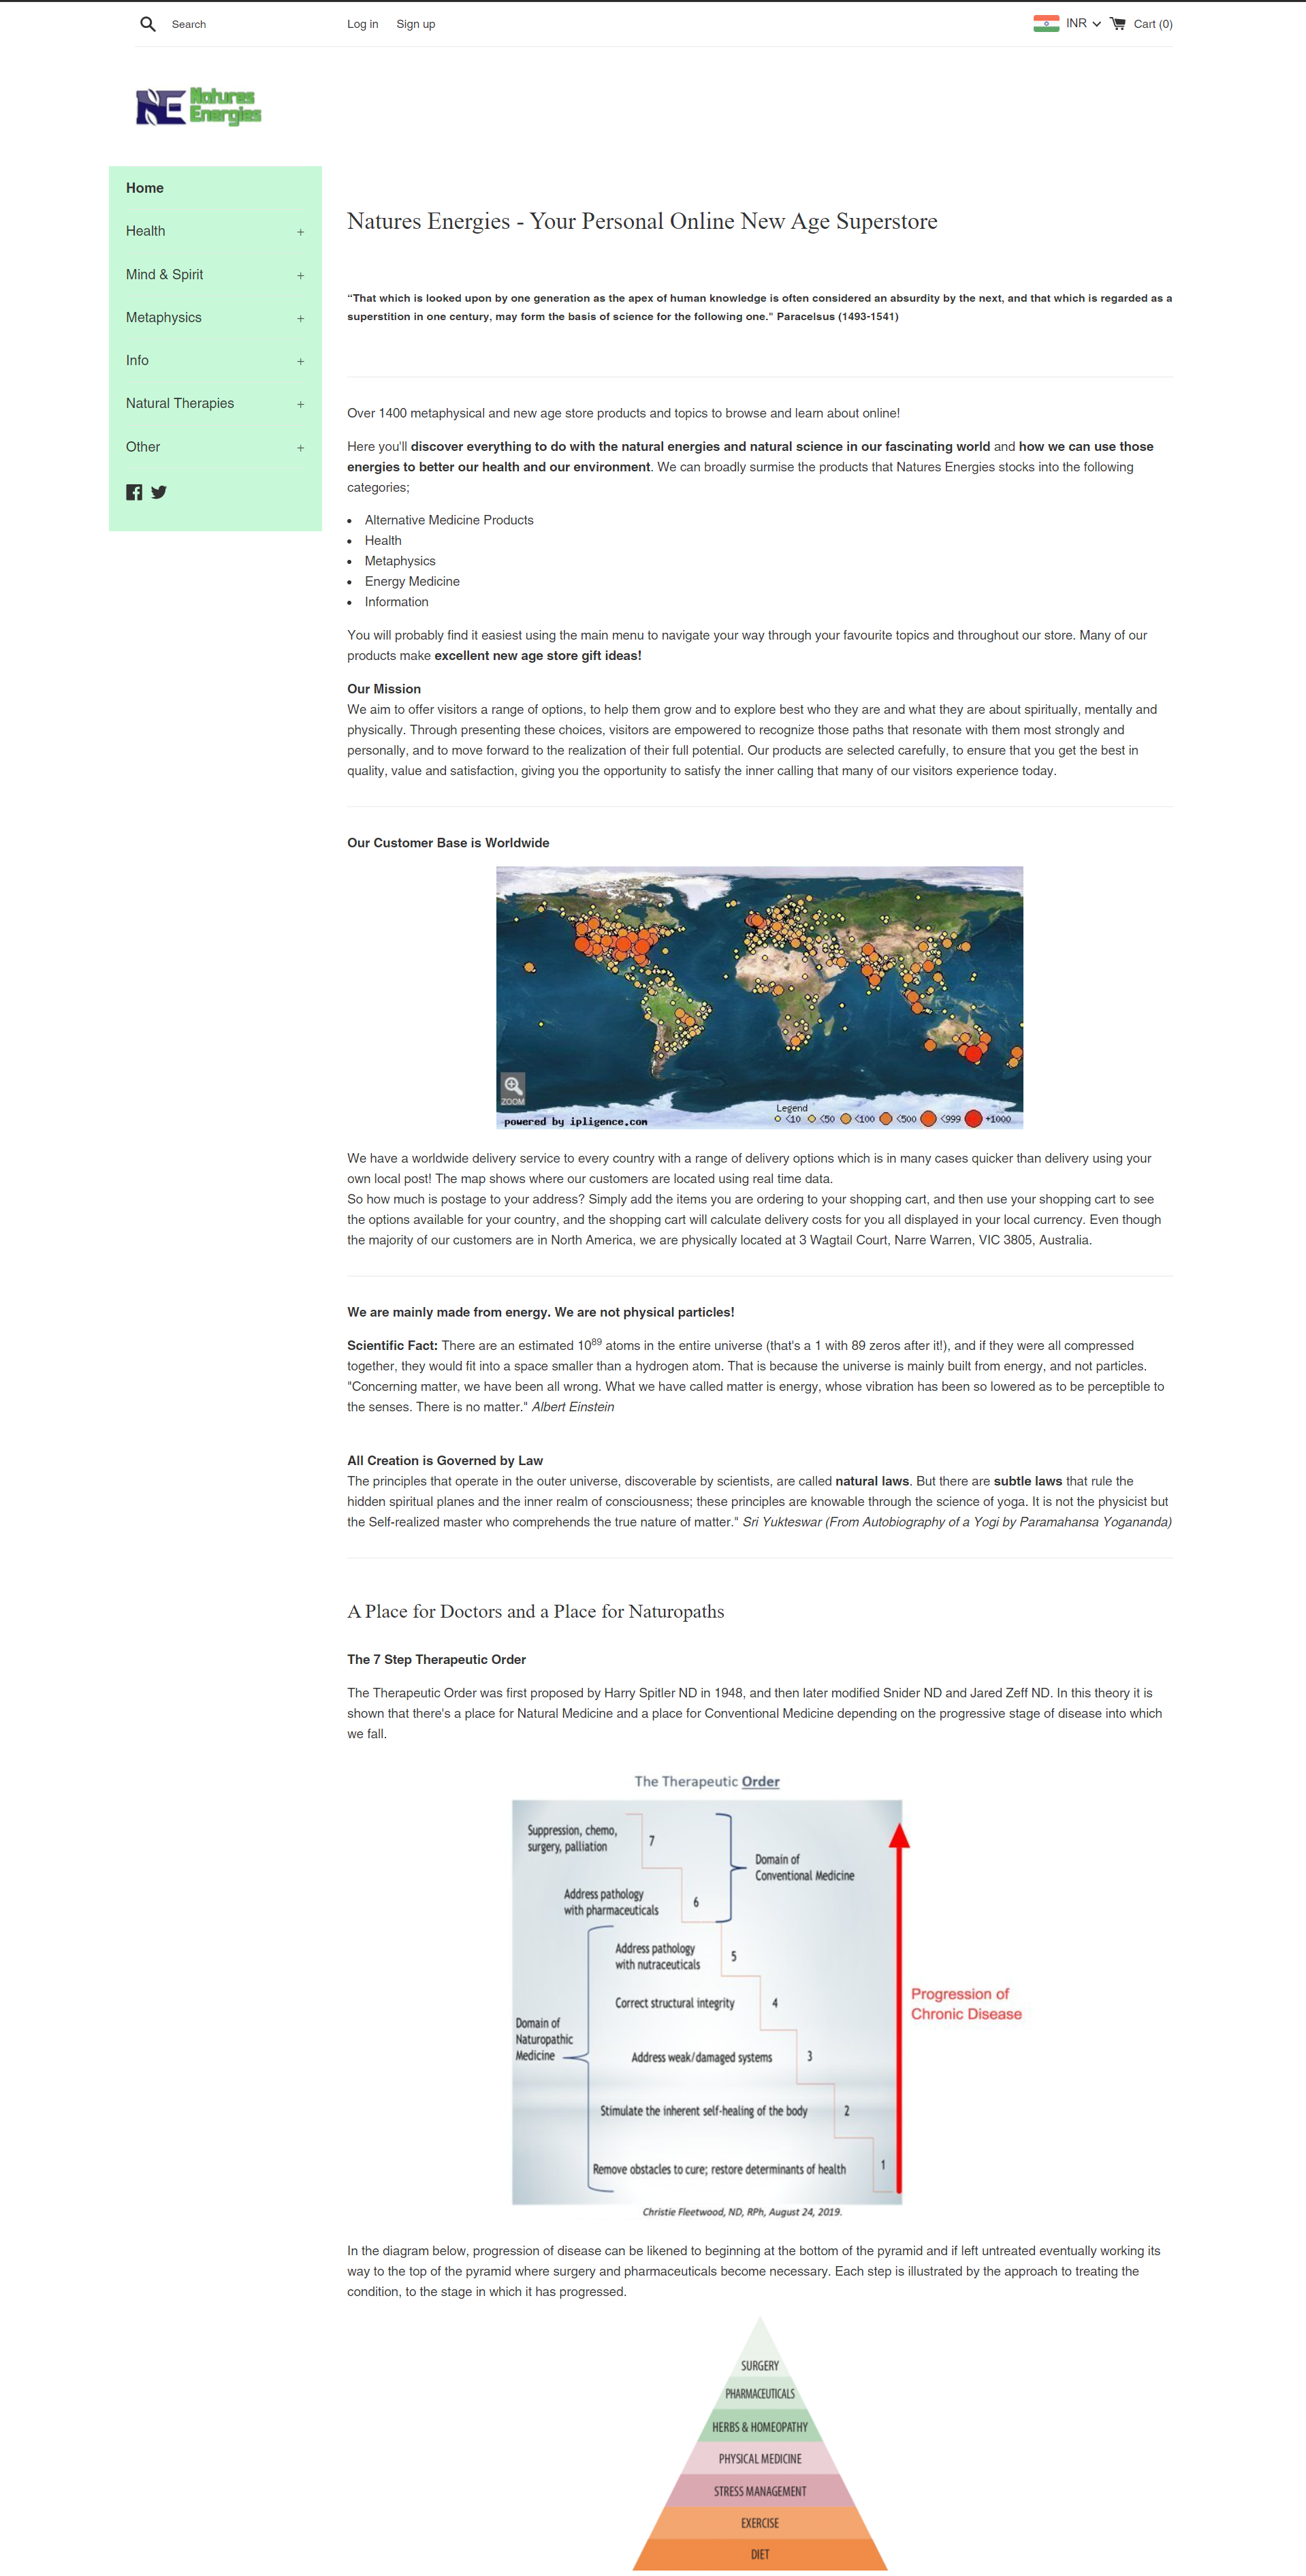 Search
Log in
Sign up
INR
Cart (0)
NE Natures
Energies
Home
Health +
Mind & Spirit +
Metaphysics +
Info +
Natural Therapies +
Other +
Natures Energies - Your Personal Online New Age Superstore
“That which is looked upon by one generation as the apex of human knowledge is often considered an absurdity by the next, and that which is regarded as a
superstition in one century, may form the basis of science for the following one." Paracelsus (1493-1541)
Over 1400 metaphysical and new age store products and topics to browse and learn about online!
Here you'll discover everything to do with the natural energies and natural science in our fascinating world and how we can use those
energies to better our health and our environment. We can broadly surmise the products that Natures Energies stocks into the following
categories;
• Alternative Medicine Products
• Health
• Metaphysics
• Energy Medicine
• Information
You will probably find it easiest using the main menu to navigate your way through your favourite topics and throughout our store. Many of our
products make excellent new age store gift ideas!
Our Mission
We aim to offer visitors a range of options, to help them grow and to explore best who they are and what they are about spiritually, mentally and
physically. Through presenting these choices, visitors are empowered to recognize those paths that resonate with them most strongly and
personally, and to move forward to the realization of their full potential. Our products are selected carefully, to ensure that you get the best in
quality, value and satisfaction, giving you the opportunity to satisfy the inner calling that many of our visitors experience today.
Our Customer Base is Worldwide
ZOOM
powered by ipligence.com
Legend
<10 <50 <100 <500 <999 +1000
We have a worldwide delivery service to every country with a range of delivery options which is in many cases quicker than delivery using your
own local post! The map shows where our customers are located using real time data.
So how much is postage to your address? Simply add the items you are ordering to your shopping cart, and then use your shopping cart to see
the options available for your country, and the shopping cart will calculate delivery costs for you all displayed in your local currency. Even though
the majority of our customers are in North America, we are physically located at 3 Wagtail Court, Narre Warren, VIC 3805, Australia.
We are mainly made from energy. We are not physical particles!
Scientific Fact: There are an estimated 10⁸⁹ atoms in the entire universe (that's a 1 with 89 zeros after it!), and if they were all compressed
together, they would fit into a space smaller than a hydrogen atom. That is because the universe is mainly built from energy, and not particles.
"Concerning matter, we have been all wrong. What we have called matter is energy, whose vibration has been so lowered as to be perceptible to
the senses. There is no matter." Albert Einstein
All Creation is Governed by Law
The principles that operate in the outer universe, discoverable by scientists, are called natural laws. But there are subtle laws that rule the
hidden spiritual planes and the inner realm of consciousness; these principles are knowable through the science of yoga. It is not the physicist but
the Self-realized master who comprehends the true nature of matter." Sri Yukteswar (From Autobiography of a Yogi by Paramahansa Yogananda)
A Place for Doctors and a Place for Naturopaths
The 7 Step Therapeutic Order
The Therapeutic Order was first proposed by Harry Spitler ND in 1948, and then later modified Snider ND and Jared Zeff ND. In this theory it is
shown that there's a place for Natural Medicine and a place for Conventional Medicine depending on the progressive stage of disease into which
we fall.
The Therapeutic Order
Suppression, chemo,
surgery, palliation
7
Domain of
Conventional Medicine
Address pathology
with pharmaceuticals
6
Address pathology
with nutraceuticals
5
Correct structural integrity
4
Progression of
Chronic Disease
Domain of
Naturopathic
Medicine
Address weak/damaged systems
3
Stimulate the inherent self-healing of the body
2
Remove obstacles to cure; restore determinants of health
1
Christie Fleetwood, ND, RPh, August 24, 2019.
In the diagram below, progression of disease can be likened to beginning at the bottom of the pyramid and if left untreated eventually working its
way to the top of the pyramid where surgery and pharmaceuticals become necessary. Each step is illustrated by the approach to treating the
condition, to the stage in which it has progressed.
SURGERY
PHARMACEUTICALS
HERBS & HOMEOPATHY
PHYSICAL MEDICINE
STRESS MANAGEMENT
EXERCISE
DIET